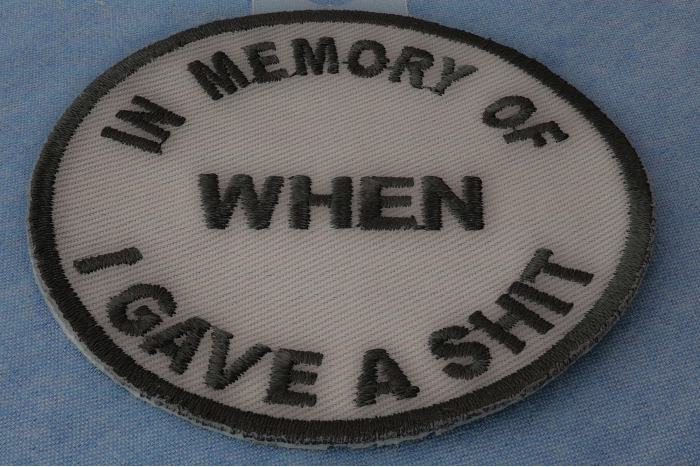 IN MEMORY OF
WHEN
I GAVE A SHIT